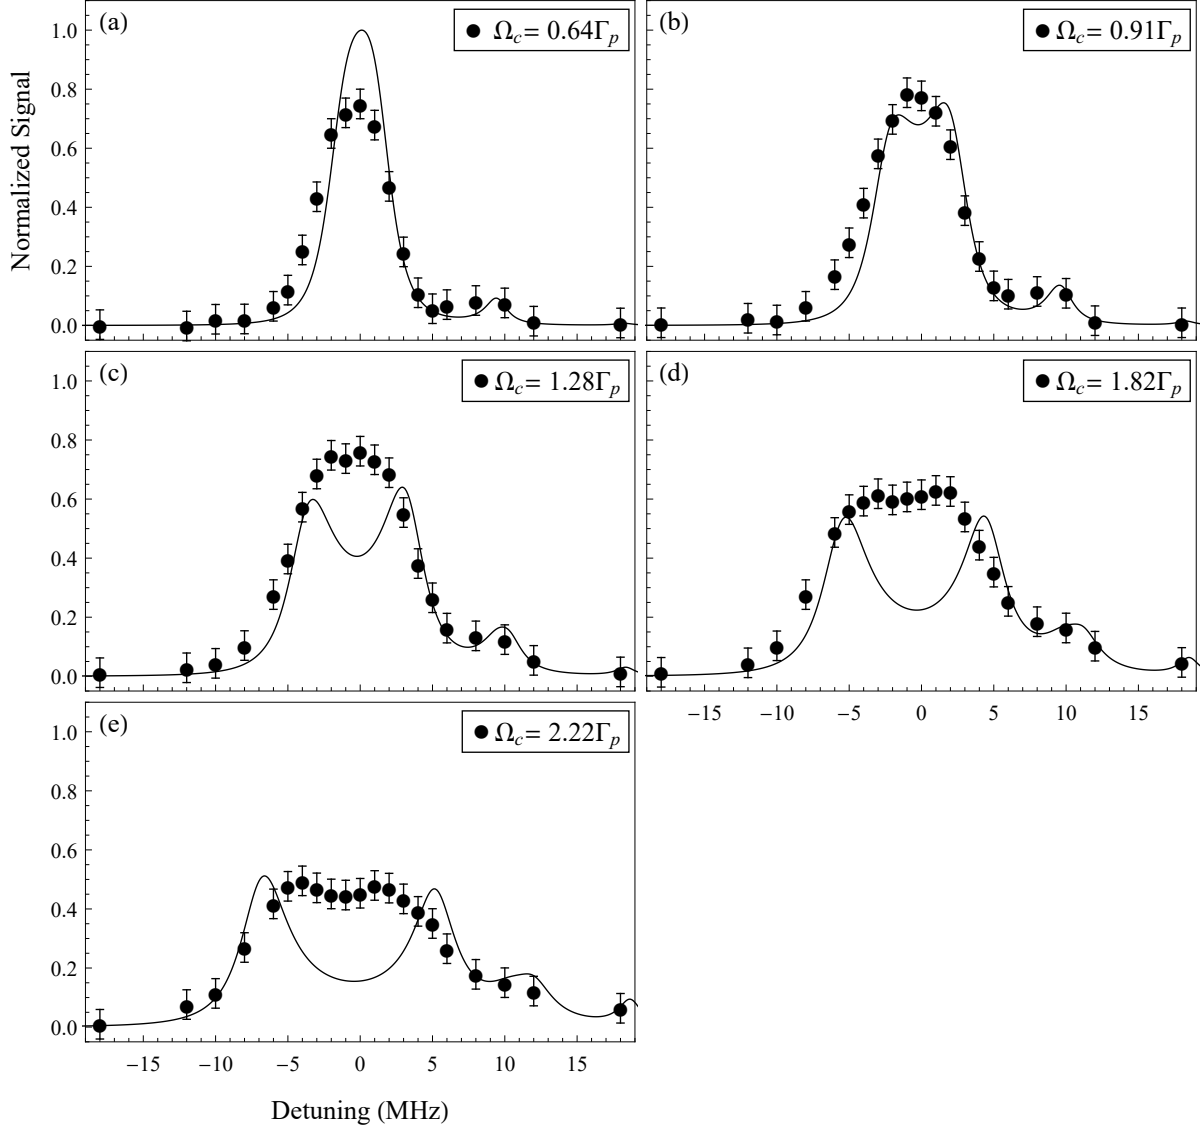 (a)
Ω_c = 0.64Γ_p
(b)
Ω_c = 0.91Γ_p
1.0
0.8
0.6
0.4
0.2
0.0
Normalized Signal
(c)
Ω_c = 1.28Γ_p
(d)
Ω_c = 1.82Γ_p
1.0
0.8
0.6
0.4
0.2
0.0
−15 −10 −5 0 5 10 15
(e)
Ω_c = 2.22Γ_p
1.0
0.8
0.6
0.4
0.2
0.0
−15 −10 −5 0 5 10 15
Detuning (MHz)